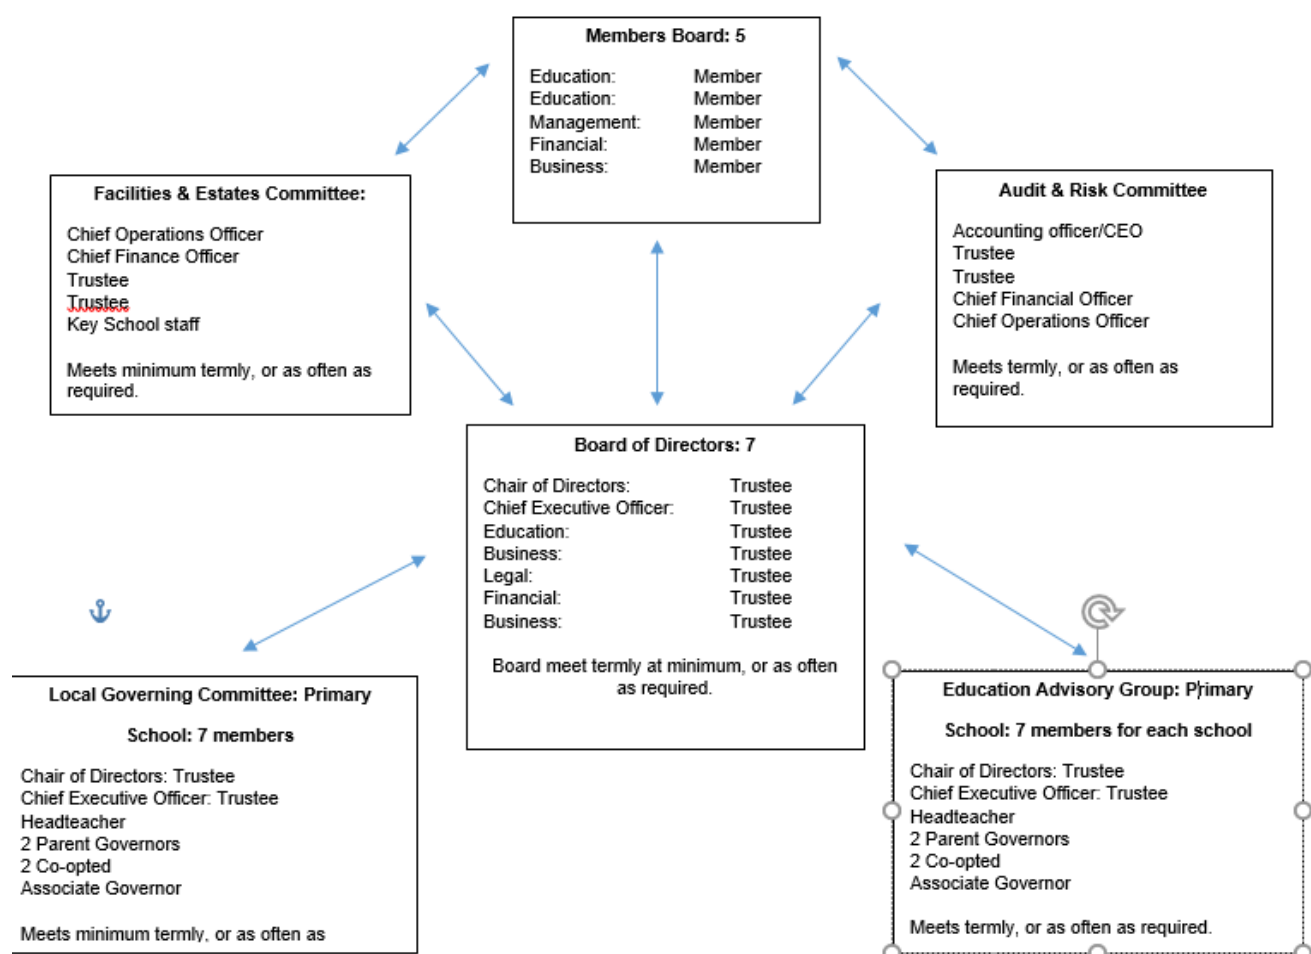 Members Board: 5
Education: Member
Education: Member
Management: Member
Financial: Member
Business: Member
Facilities & Estates Committee:
Chief Operations Officer
Chief Finance Officer
Trustee
Trustee
Key School staff
Meets minimum termly, or as often as
required.
Audit & Risk Committee
Accounting officer/CEO
Trustee
Trustee
Chief Financial Officer
Chief Operations Officer
Meets termly, or as often as
required.
Board of Directors: 7
Chair of Directors: Trustee
Chief Executive Officer: Trustee
Education: Trustee
Business: Trustee
Legal: Trustee
Financial: Trustee
Business: Trustee
Board meet termly at minimum, or as often
as required.
Local Governing Committee: Primary
School: 7 members
Chair of Directors: Trustee
Chief Executive Officer: Trustee
Headteacher
2 Parent Governors
2 Co-opted
Associate Governor
Meets minimum termly, or as often as
Education Advisory Group: Primary
School: 7 members for each school
Chair of Directors: Trustee
Chief Executive Officer: Trustee
Headteacher
2 Parent Governors
2 Co-opted
Associate Governor
Meets termly, or as often as required.